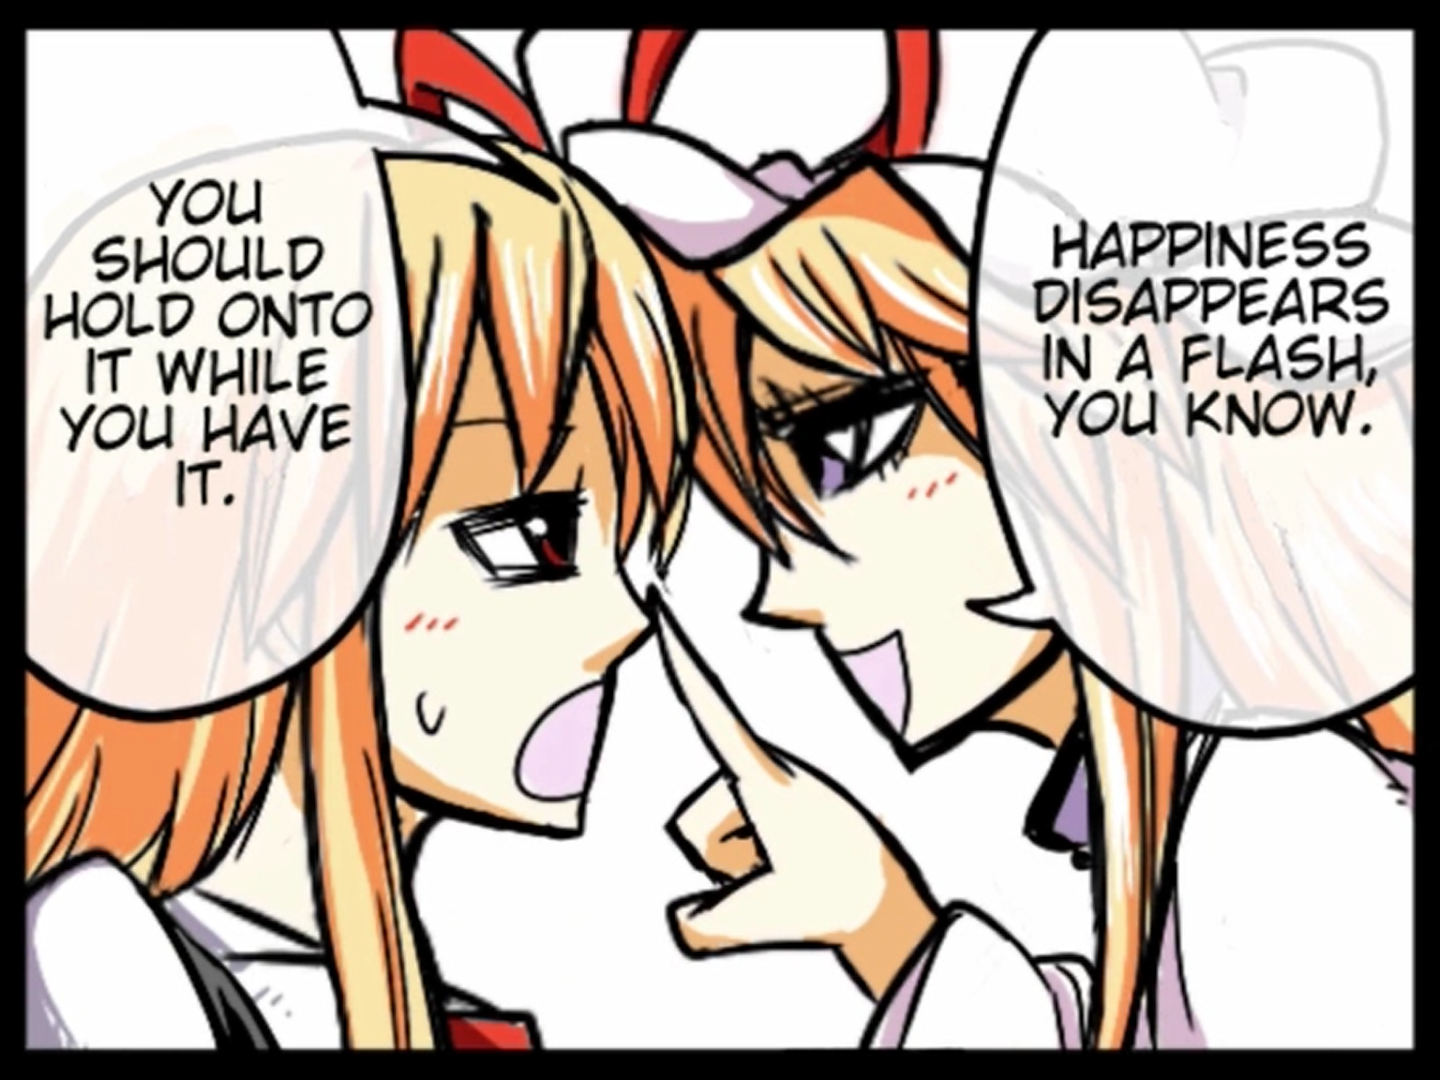 HAPPINESS
DISAPPEARS
IN A FLASH,
YOU KNOW.
YOU
SHOULD
HOLD ONTO
IT WHILE
YOU HAVE
IT.